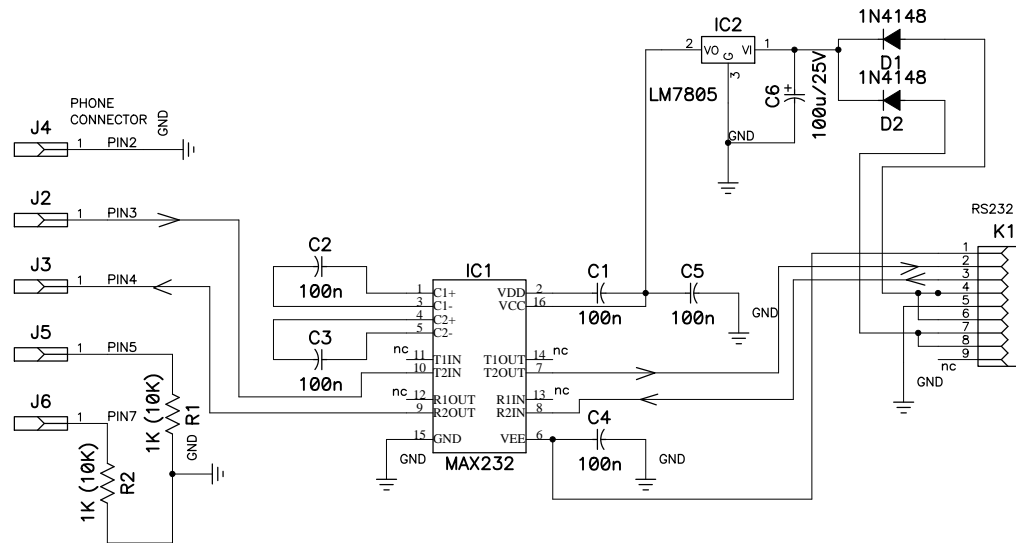 1N4148
IC2
2 VO G VI 1
3
D1
1N4148
LM7805
C6
+
100u/25V
D2
GND
PHONE
CONNECTOR
GND
J4
1 PIN2
J2
1 PIN3
RS232
K1
J3
1 PIN4
C2
100n
IC1
C1
100n
C5
100n
GND
1 C1+ VDD 2
3 C1- VCC 16
4 C2+
5 C2-
C3
100n
nc 11 T1IN T1OUT 14 nc
10 T2IN T2OUT 7
nc 12 R1OUT R1IN 13 nc
9 R2OUT R2IN 8
15 GND VEE 6
GND
MAX232
C4
100n
GND
1
2
3
4
5
6
7
8
9
nc
GND
J5
1 PIN5
J6
1 PIN7
1K (10K)
R1
GND
1K (10K)
R2